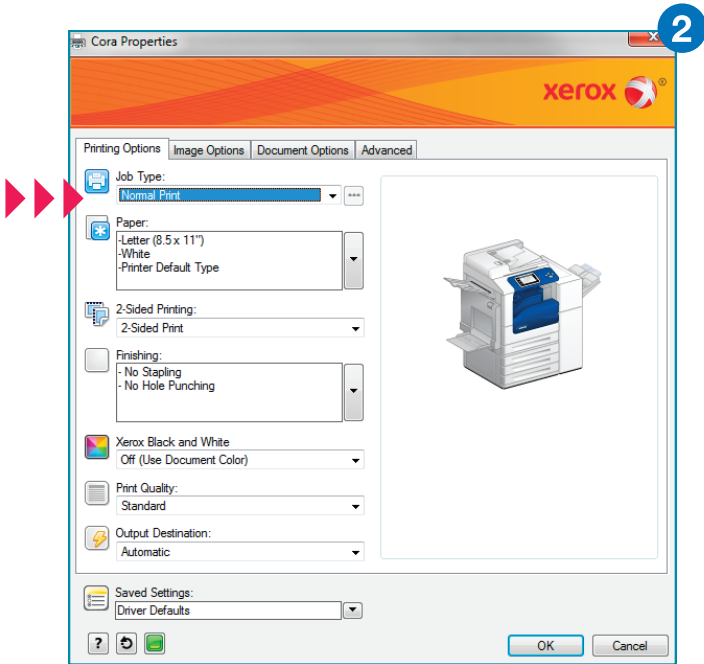 2
Cora Properties
x
xerox ®
Printing Options Image Options Document Options Advanced
Job Type:
Normal Print
Paper:
-Letter (8.5 x 11")
-White
-Printer Default Type
2-Sided Printing:
2-Sided Print
Finishing:
- No Stapling
- No Hole Punching
Xerox Black and White
Off (Use Document Color)
Print Quality:
Standard
Output Destination:
Automatic
Saved Settings:
Driver Defaults
?
OK Cancel